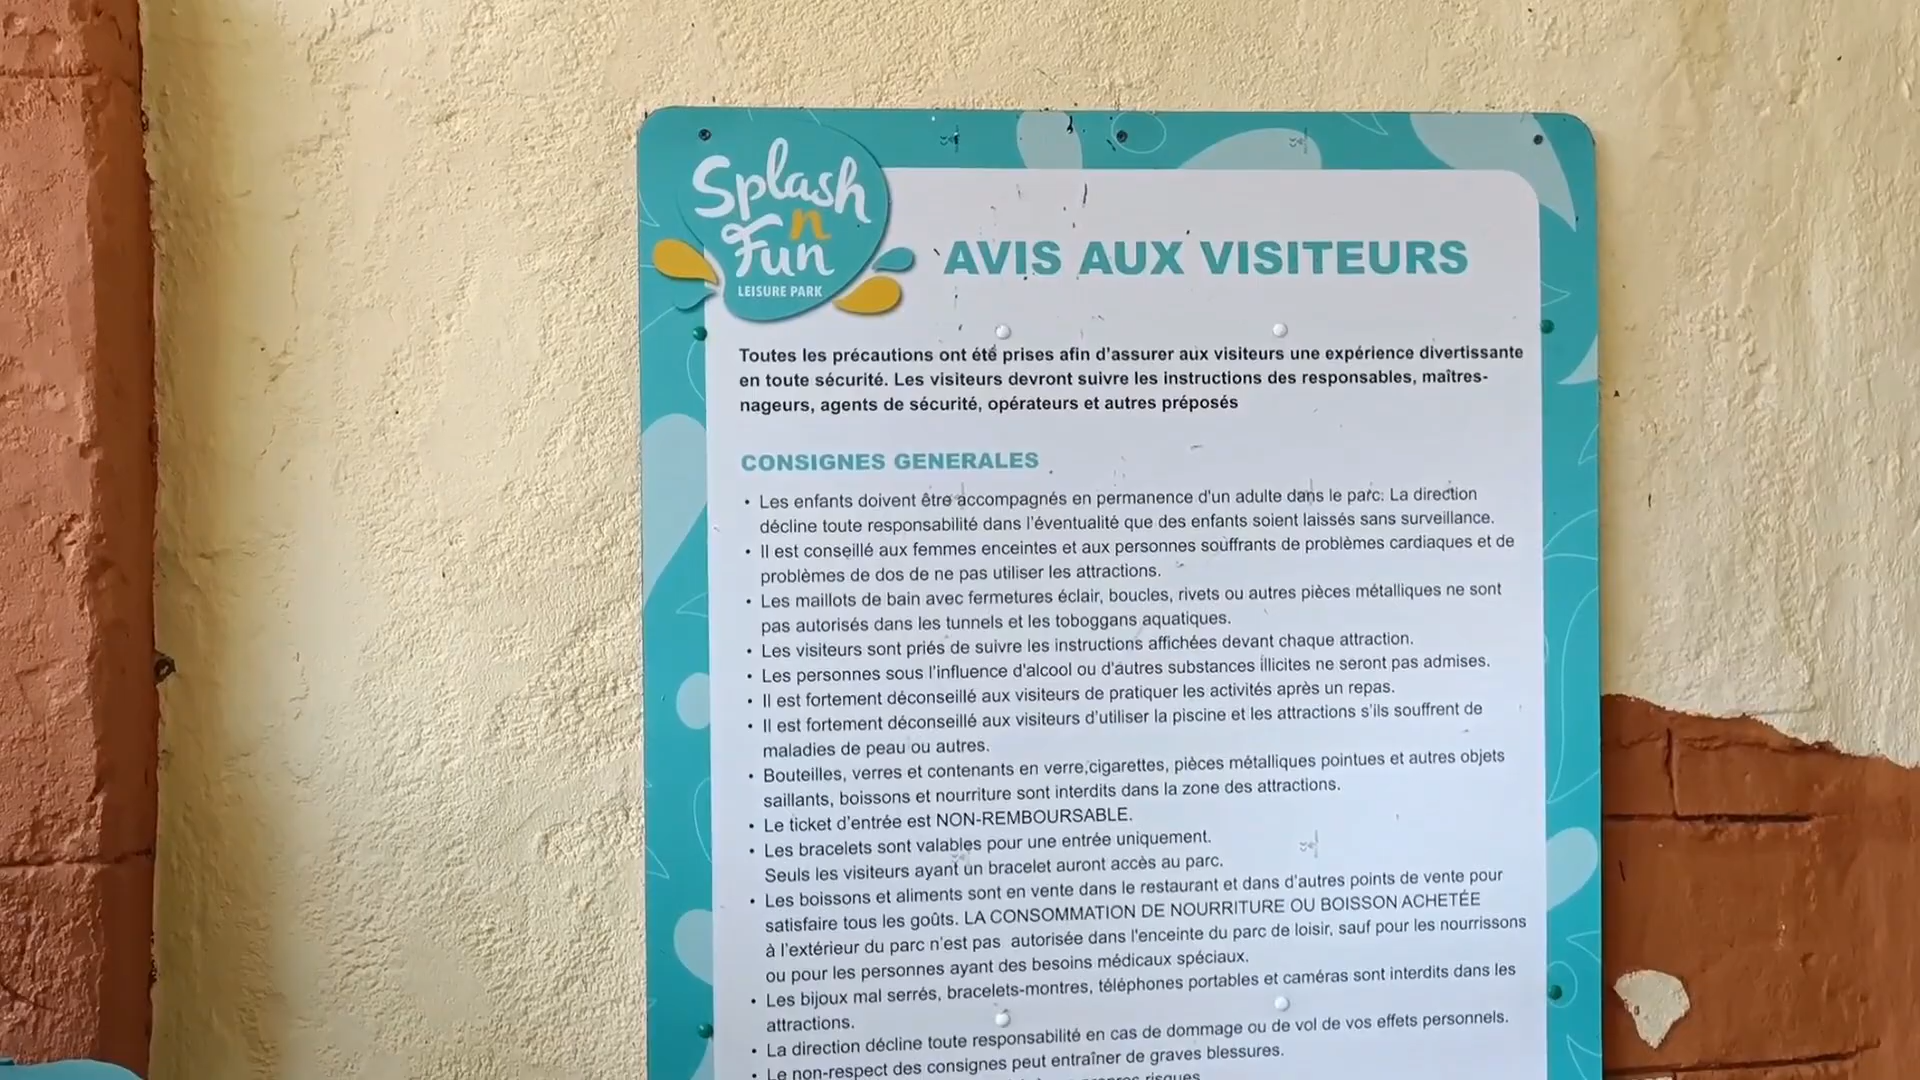 Splash
n
Fun
LEISURE PARK
AVIS AUX VISITEURS
Toutes les précautions ont été prises afin d'assurer aux visiteurs une expérience divertissante
en toute sécurité. Les visiteurs devront suivre les instructions des responsables, maîtres-
nageurs, agents de sécurité, opérateurs et autres préposés
CONSIGNES GENERALES
• Les enfants doivent être accompagnés en permanence d'un adulte dans le parc. La direction
décline toute responsabilité dans l'éventualité que des enfants soient laissés sans surveillance.
• Il est conseillé aux femmes enceintes et aux personnes souffrants de problèmes cardiaques et de
problèmes de dos de ne pas utiliser les attractions.
• Les maillots de bain avec fermetures éclair, boucles, rivets ou autres pièces métalliques ne sont
pas autorisés dans les tunnels et les toboggans aquatiques.
• Les visiteurs sont priés de suivre les instructions affichées devant chaque attraction.
• Les personnes sous l'influence d'alcool ou d'autres substances illicites ne seront pas admises.
• Il est fortement déconseillé aux visiteurs de pratiquer les activités après un repas.
• Il est fortement déconseillé aux visiteurs d'utiliser la piscine et les attractions s'ils souffrent de
maladies de peau ou autres.
• Bouteilles, verres et contenants en verre,cigarettes, pièces métalliques pointues et autres objets
saillants, boissons et nourriture sont interdits dans la zone des attractions.
• Le ticket d'entrée est NON-REMBOURSABLE.
• Les bracelets sont valables pour une entrée uniquement.
Seuls les visiteurs ayant un bracelet auront accès au parc.
• Les boissons et aliments sont en vente dans le restaurant et dans d'autres points de vente pour
satisfaire tous les goûts. LA CONSOMMATION DE NOURRITURE OU BOISSON ACHETÉE
à l'extérieur du parc n'est pas autorisée dans l'enceinte du parc de loisir, sauf pour les nourrissons
ou pour les personnes ayant des besoins médicaux spéciaux.
• Les bijoux mal serrés, bracelets-montres, téléphones portables et caméras sont interdits dans les
attractions.
• La direction décline toute responsabilité en cas de dommage ou de vol de vos effets personnels.
• Le non-respect des consignes peut entraîner de graves blessures.
risques